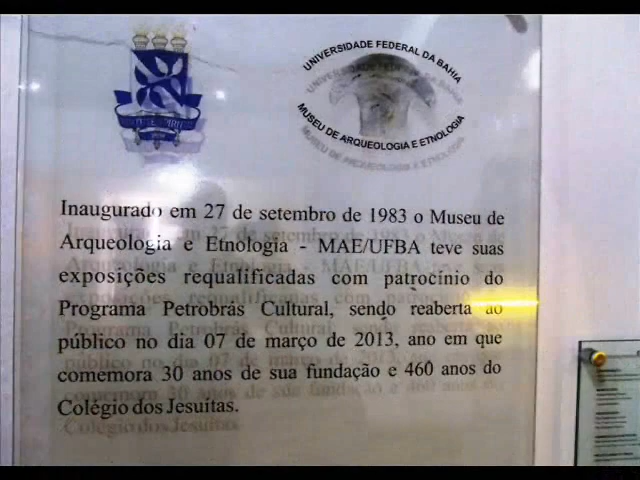 UNIVERSIDADE FEDERAL DA BAHIA
MUSEU DE ARQUEOLOGIA E ETNOLOGIA
Inaugurado em 27 de setembro de 1983 o Museu de
Arqueologia e Etnologia - MAE/UFBA teve suas
exposições requalificadas com patrocínio do
Programa Petrobrás Cultural, sendo reaberta ao
público no dia 07 de março de 2013, ano em que
comemora 30 anos de sua fundação e 460 anos do
Colégio dos Jesuítas.